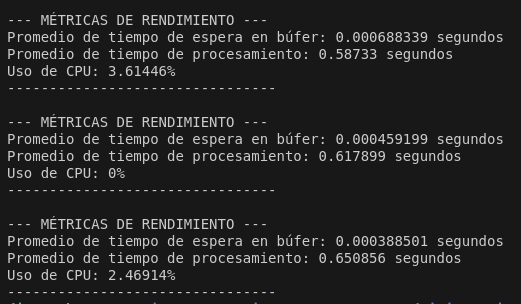 --- MÉTRICAS DE RENDIMIENTO ---
Promedio de tiempo de espera en búfer: 0.000688339 segundos
Promedio de tiempo de procesamiento: 0.58733 segundos
Uso de CPU: 3.61446%
--------------------------------
--- MÉTRICAS DE RENDIMIENTO ---
Promedio de tiempo de espera en búfer: 0.000459199 segundos
Promedio de tiempo de procesamiento: 0.617899 segundos
Uso de CPU: 0%
--------------------------------
--- MÉTRICAS DE RENDIMIENTO ---
Promedio de tiempo de espera en búfer: 0.000388501 segundos
Promedio de tiempo de procesamiento: 0.650856 segundos
Uso de CPU: 2.46914%
--------------------------------